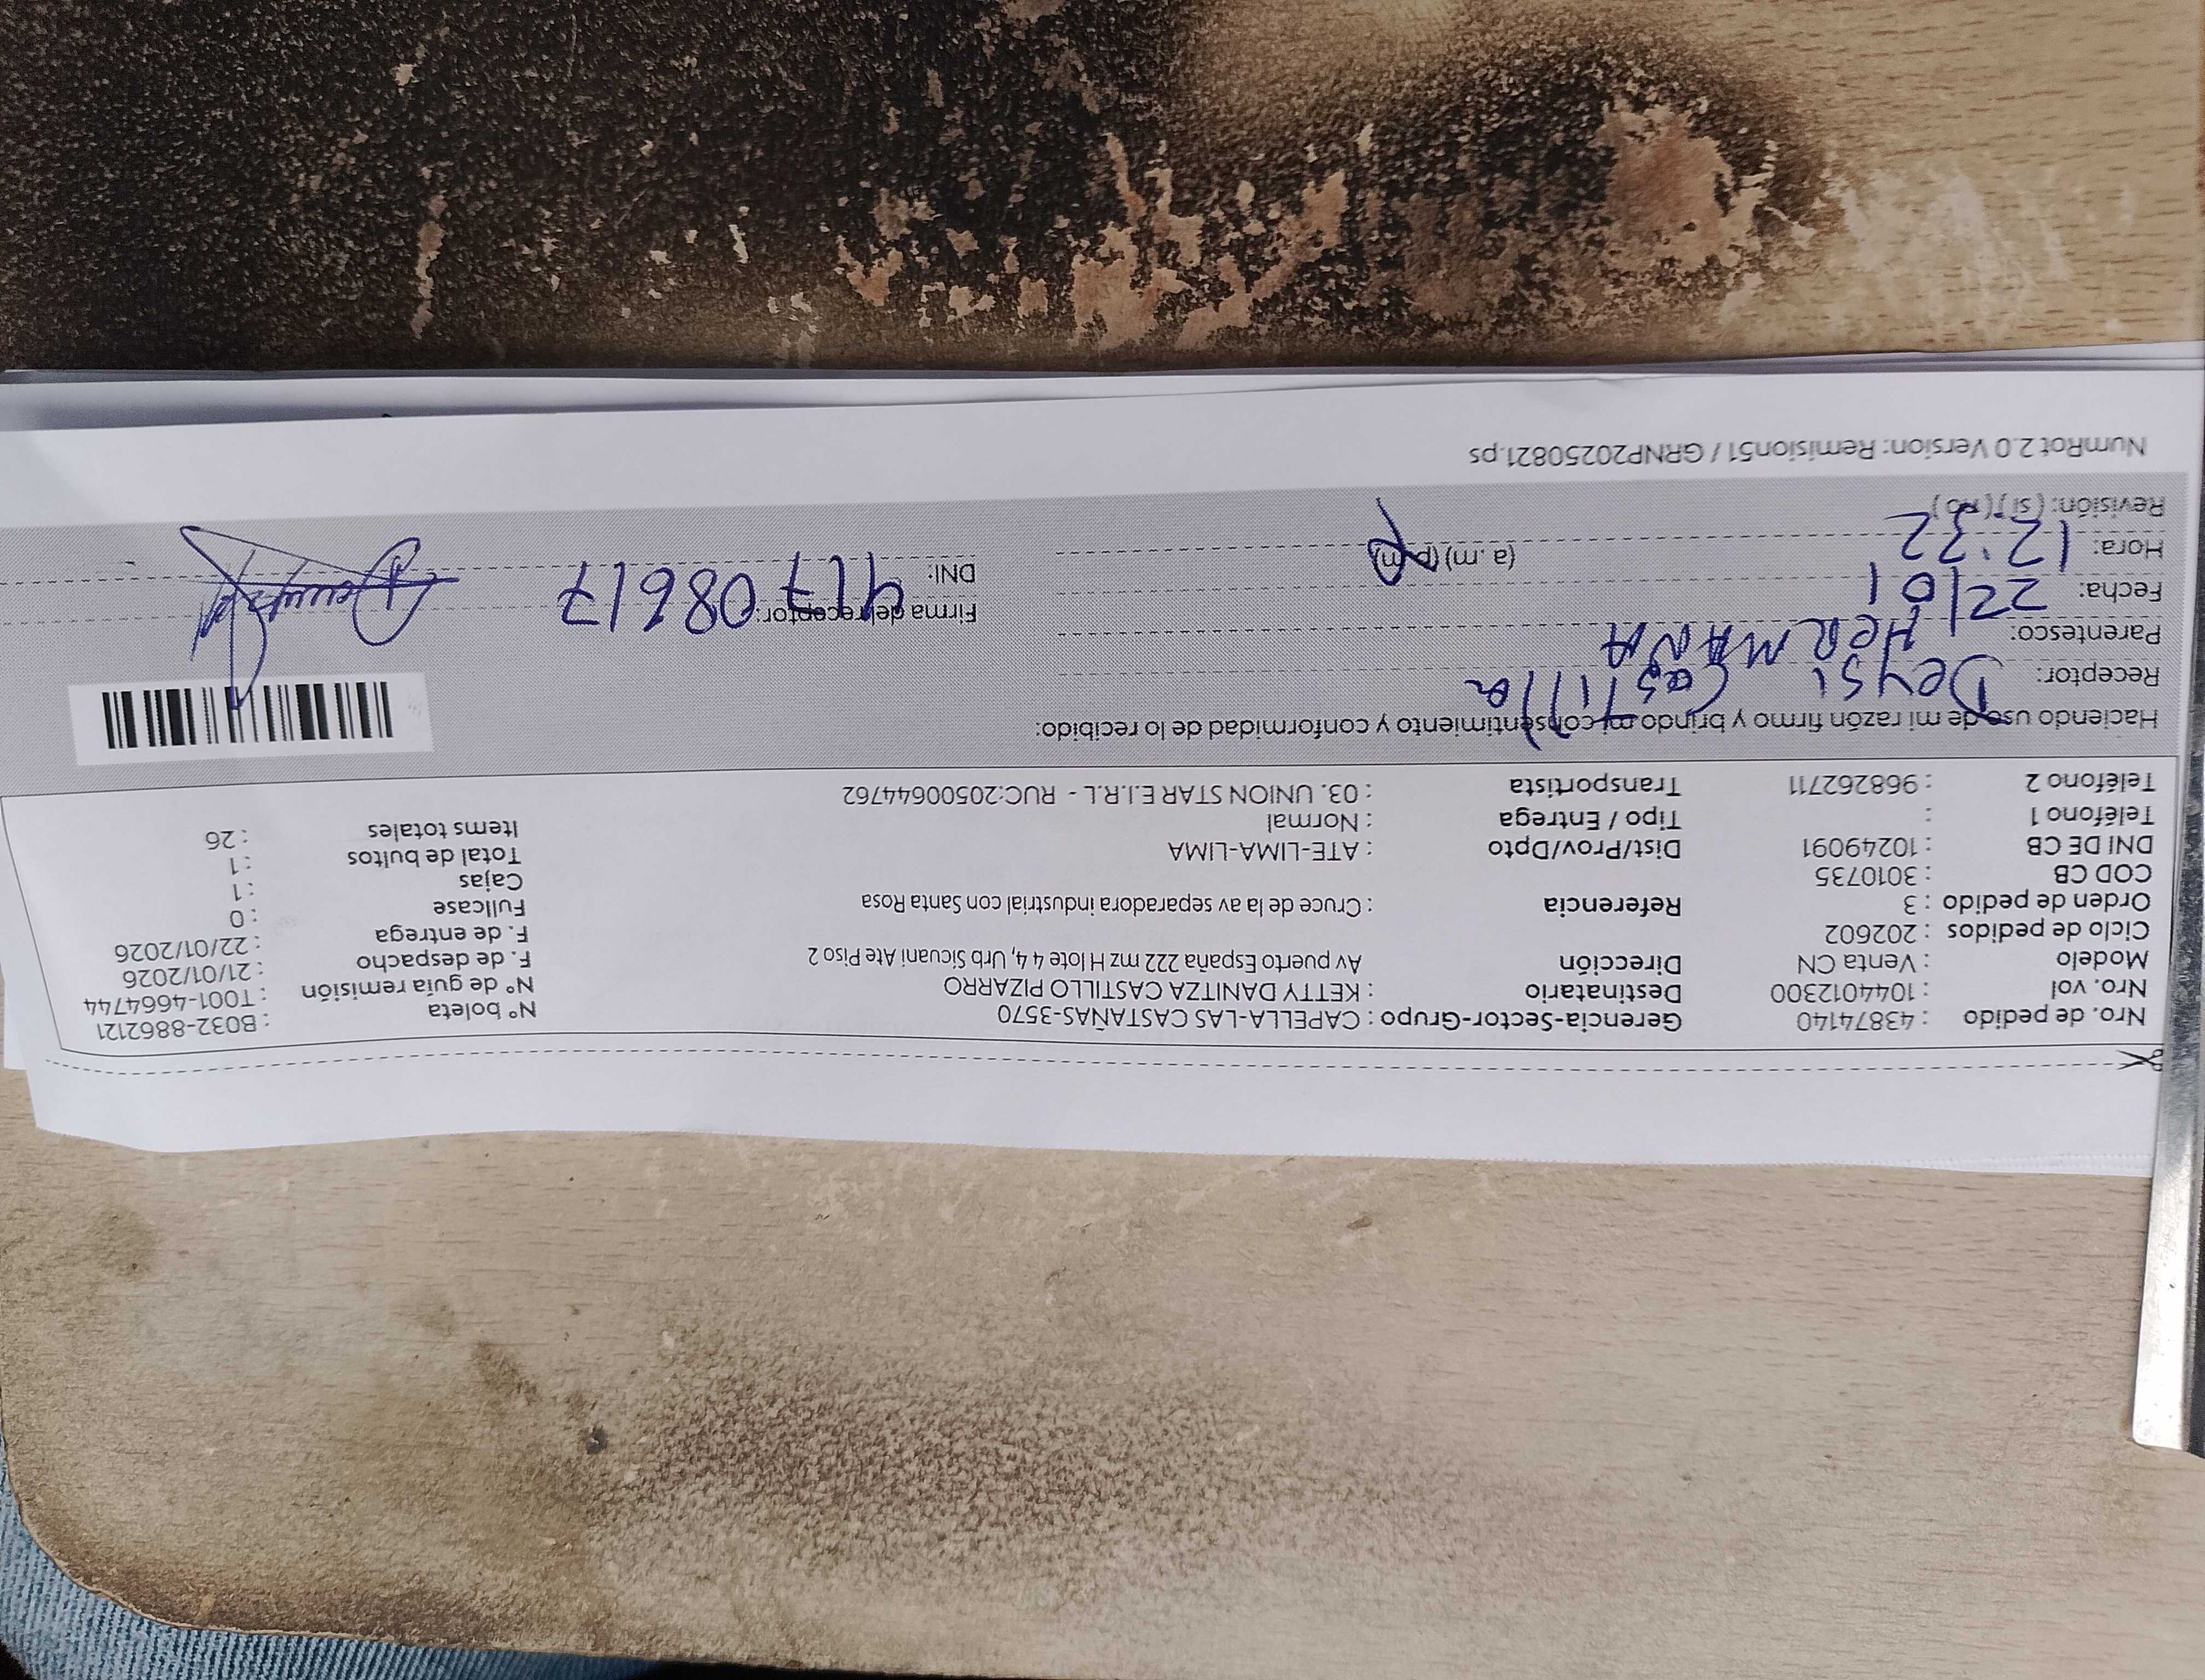 Nro. de pedido : 43874140 Gerencia-Sector-Grupo : CAPELLA-LAS CASTAÑAS-3570 N° boleta : B032-8862121
Nro. vol : 1044012300 Destinatario : KETTY DANITZA CASTILLO PIZARRO N° de guía remisión : T001-4664744
Modelo : Venta CN Dirección Av puerto España 222 mz H lote 4 4, Urb Sicuani Ate Piso 2 F. de despacho : 21/01/2026
Ciclo de pedidos : 202602 F. de entrega : 22/01/2026
Orden de pedido : 3 Referencia : Cruce de la av separadora industrial con Santa Rosa Fullcase : 0
COD CB : 3010735 Cajas : 1
DNI DE CB : 10249091 Dist/Prov/Dpto : ATE-LIMA-LIMA Total de bultos : 1
Teléfono 1 : Tipo / Entrega : Normal Items totales : 26
Teléfono 2 : 968262711 Transportista : 03. UNION STAR E.I.R.L - RUC:20500644762
Haciendo uso de mi razón firmo y brindo mi consentimiento y conformidad de lo recibido:
Receptor: Deysi Castillo
Parentesco: HERMANA
Fecha: 22/01 Firma del receptor:
Hora: 12:32 (a.m) (p.m) DNI: 41708617
Revisión: (si) (no)
NumRot 2.0 Version: Remision51 / GRNP20250821.ps